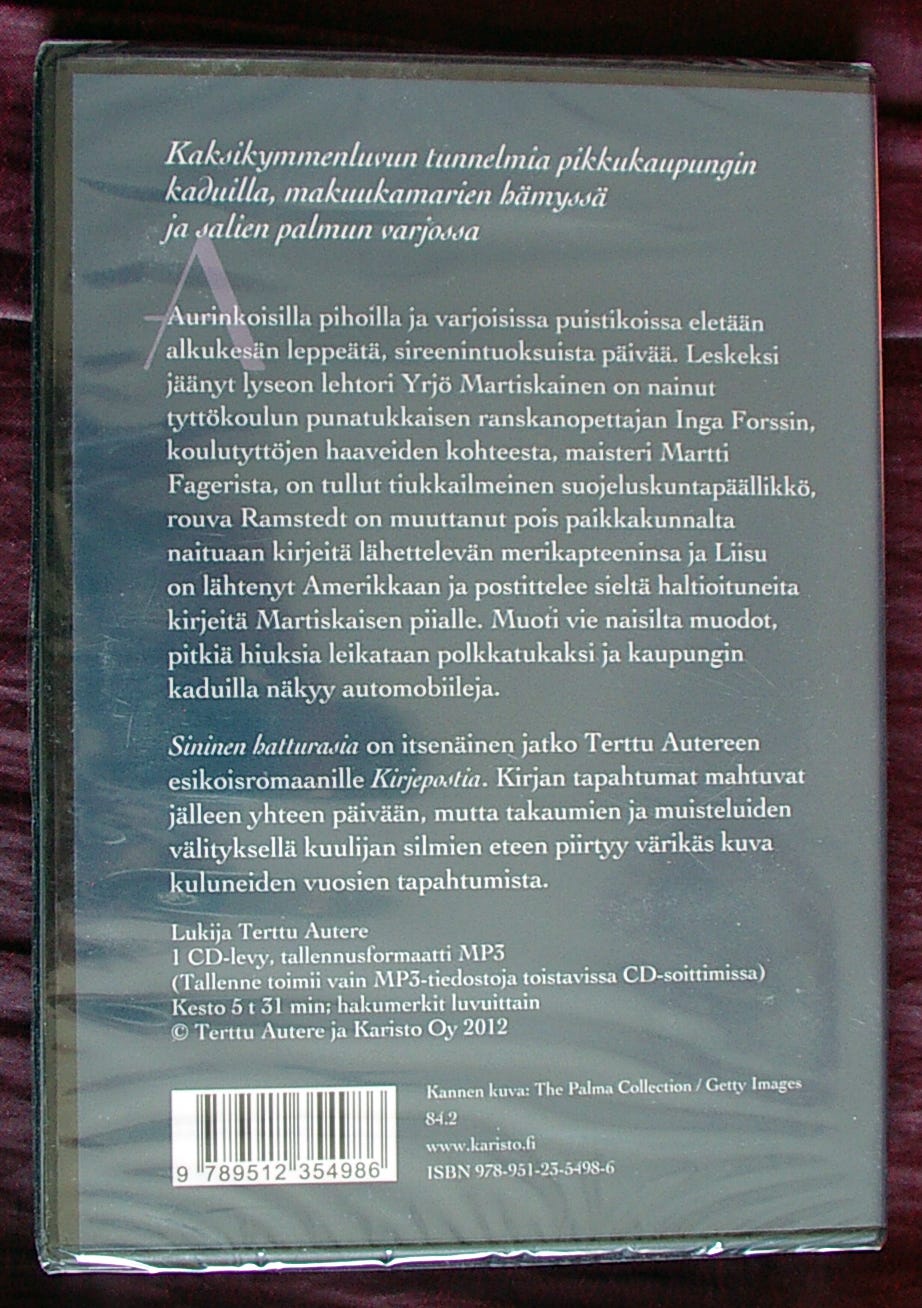 Kaksikymmenluvun tunnelmia pikkukaupungin
kaduilla, makuukamarien hämyssä
ja salien palmun varjossa
Aurinkoisilla pihoilla ja varjoisissa puistikoissa eletään
alkukesän leppeätä, sireenintuoksuista päivää. Leskeksi
jäänyt lyseon lehtori Yrjö Martiskainen on nainut
tyttökoulun punatukkaisen ranskanopettajan Inga Forssin,
koulutyttöjen haaveiden kohteesta, maisteri Martti
Fagerista, on tullut tiukkailmeinen suojeluskuntapäällikkö,
rouva Ramstedt on muuttanut pois paikkakunnalta
naituaan kirjeitä lähettelevän merikapteeninsa ja Liisu
on lähtenyt Amerikkaan ja postittelee sieltä haltioituneita
kirjeitä Martiskaisen piialle. Muoti vie naisilta muodot,
pitkiä hiuksia leikataan polkkatukaksi ja kaupungin
kaduilla näkyy automobiileja.
Sininen hatturasia on itsenäinen jatko Terttu Autereen
esikoisromaanille Kirjepostia. Kirjan tapahtumat mahtuvat
jälleen yhteen päivään, mutta takaumien ja muisteluiden
välityksellä kuulijan silmien eteen piirtyy värikäs kuva
kuluneiden vuosien tapahtumista.
Lukija Terttu Autere
1 CD-levy, tallennusformaatti MP3
(Tallenne toimii vain MP3-tiedostoja toistavissa CD-soittimissa)
Kesto 5 t 31 min; hakumerkit luvuittain
© Terttu Autere ja Karisto Oy 2012
Kannen kuva: The Palma Collection / Getty Images
84.2
www.karisto.fi
ISBN 978-951-23-5498-6
9 789512 354986